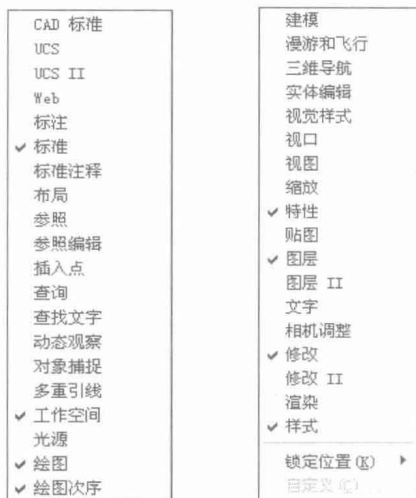 CAD 标准
UCS
UCS II
Web
标注
标准
标准注释
布局
参照
参照编辑
插入点
查询
查找文字
动态观察
对象捕捉
多重引线
工作空间
光源
绘图
绘图次序
建模
漫游和飞行
三维导航
实体编辑
视觉样式
视口
视图
缩放
特性
贴图
图层
图层 II
文字
相机调整
修改
修改 II
渲染
样式
锁定位置(K)
自定义(C)